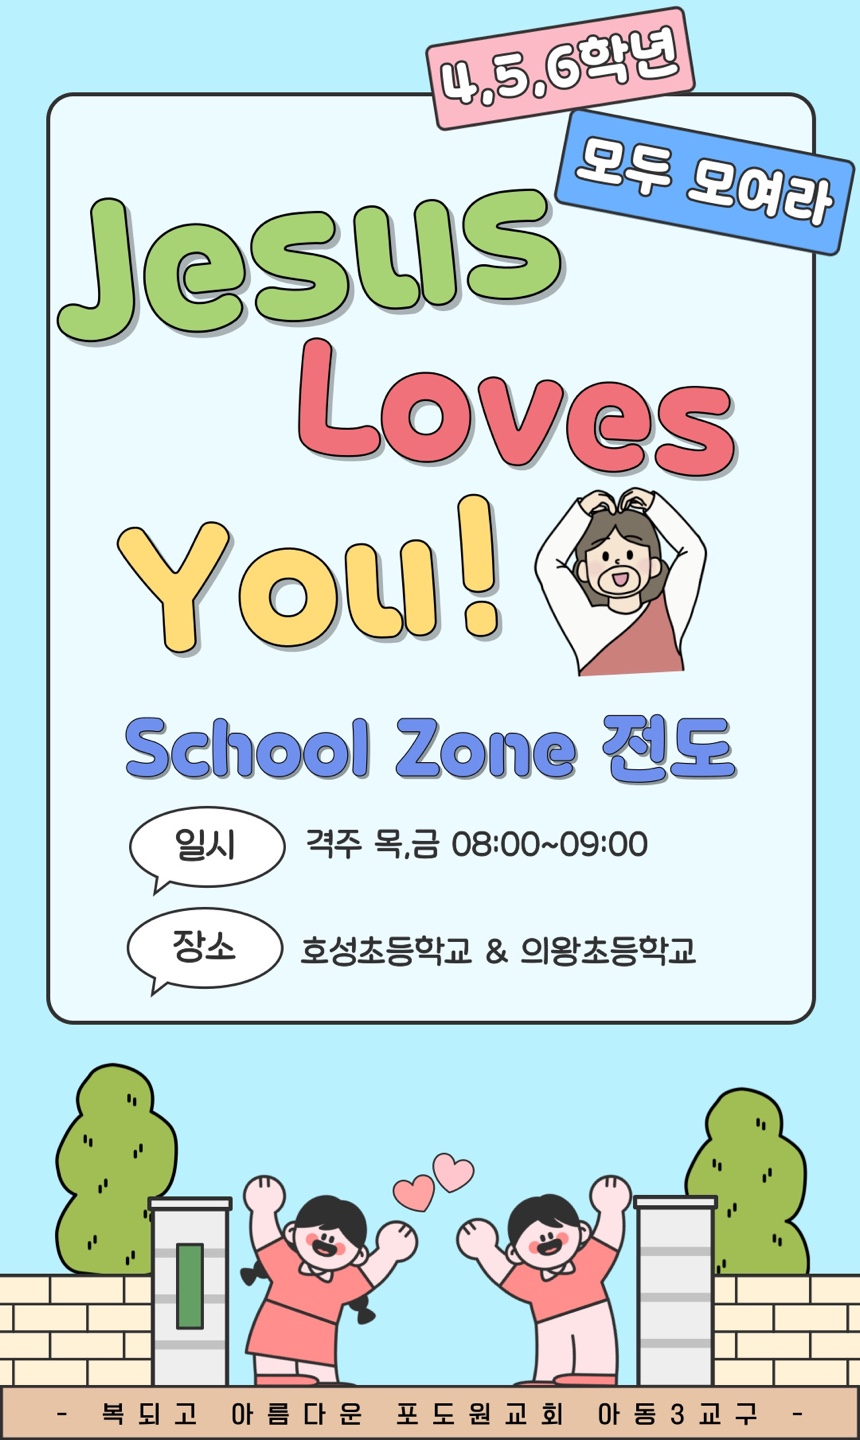 4,5,6학년
모두 모여라
Jesus
Loves
You!
School Zone 전도
일시
격주 목,금 08:00~09:00
장소
호성초등학교 & 의왕초등학교
- 복되고 아름다운 포도원교회 아동3교구 -